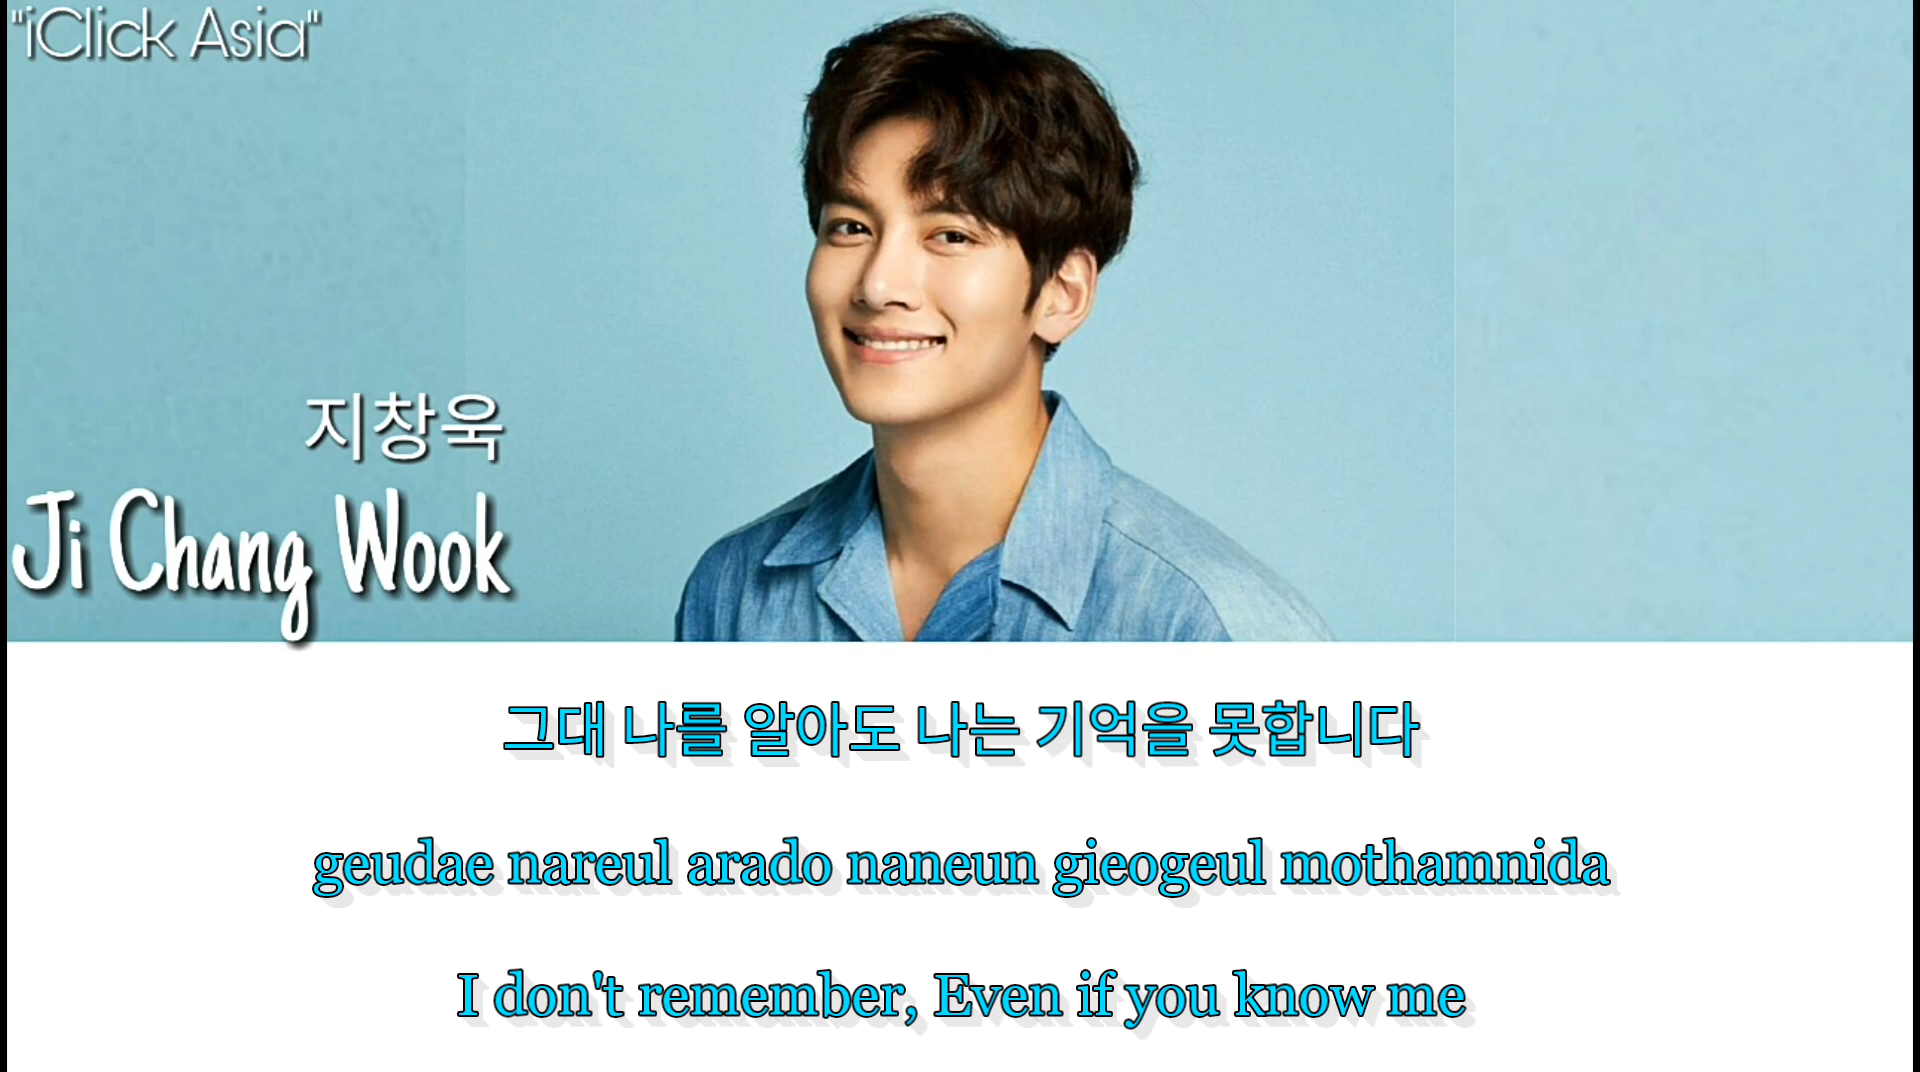 "iClick Asia"
지창욱
Ji Chang Wook
그대 나를 알아도 나는 기억을 못합니다
geudae nareul arado naneun gieogeul mothamnida
I don't remember, Even if you know me